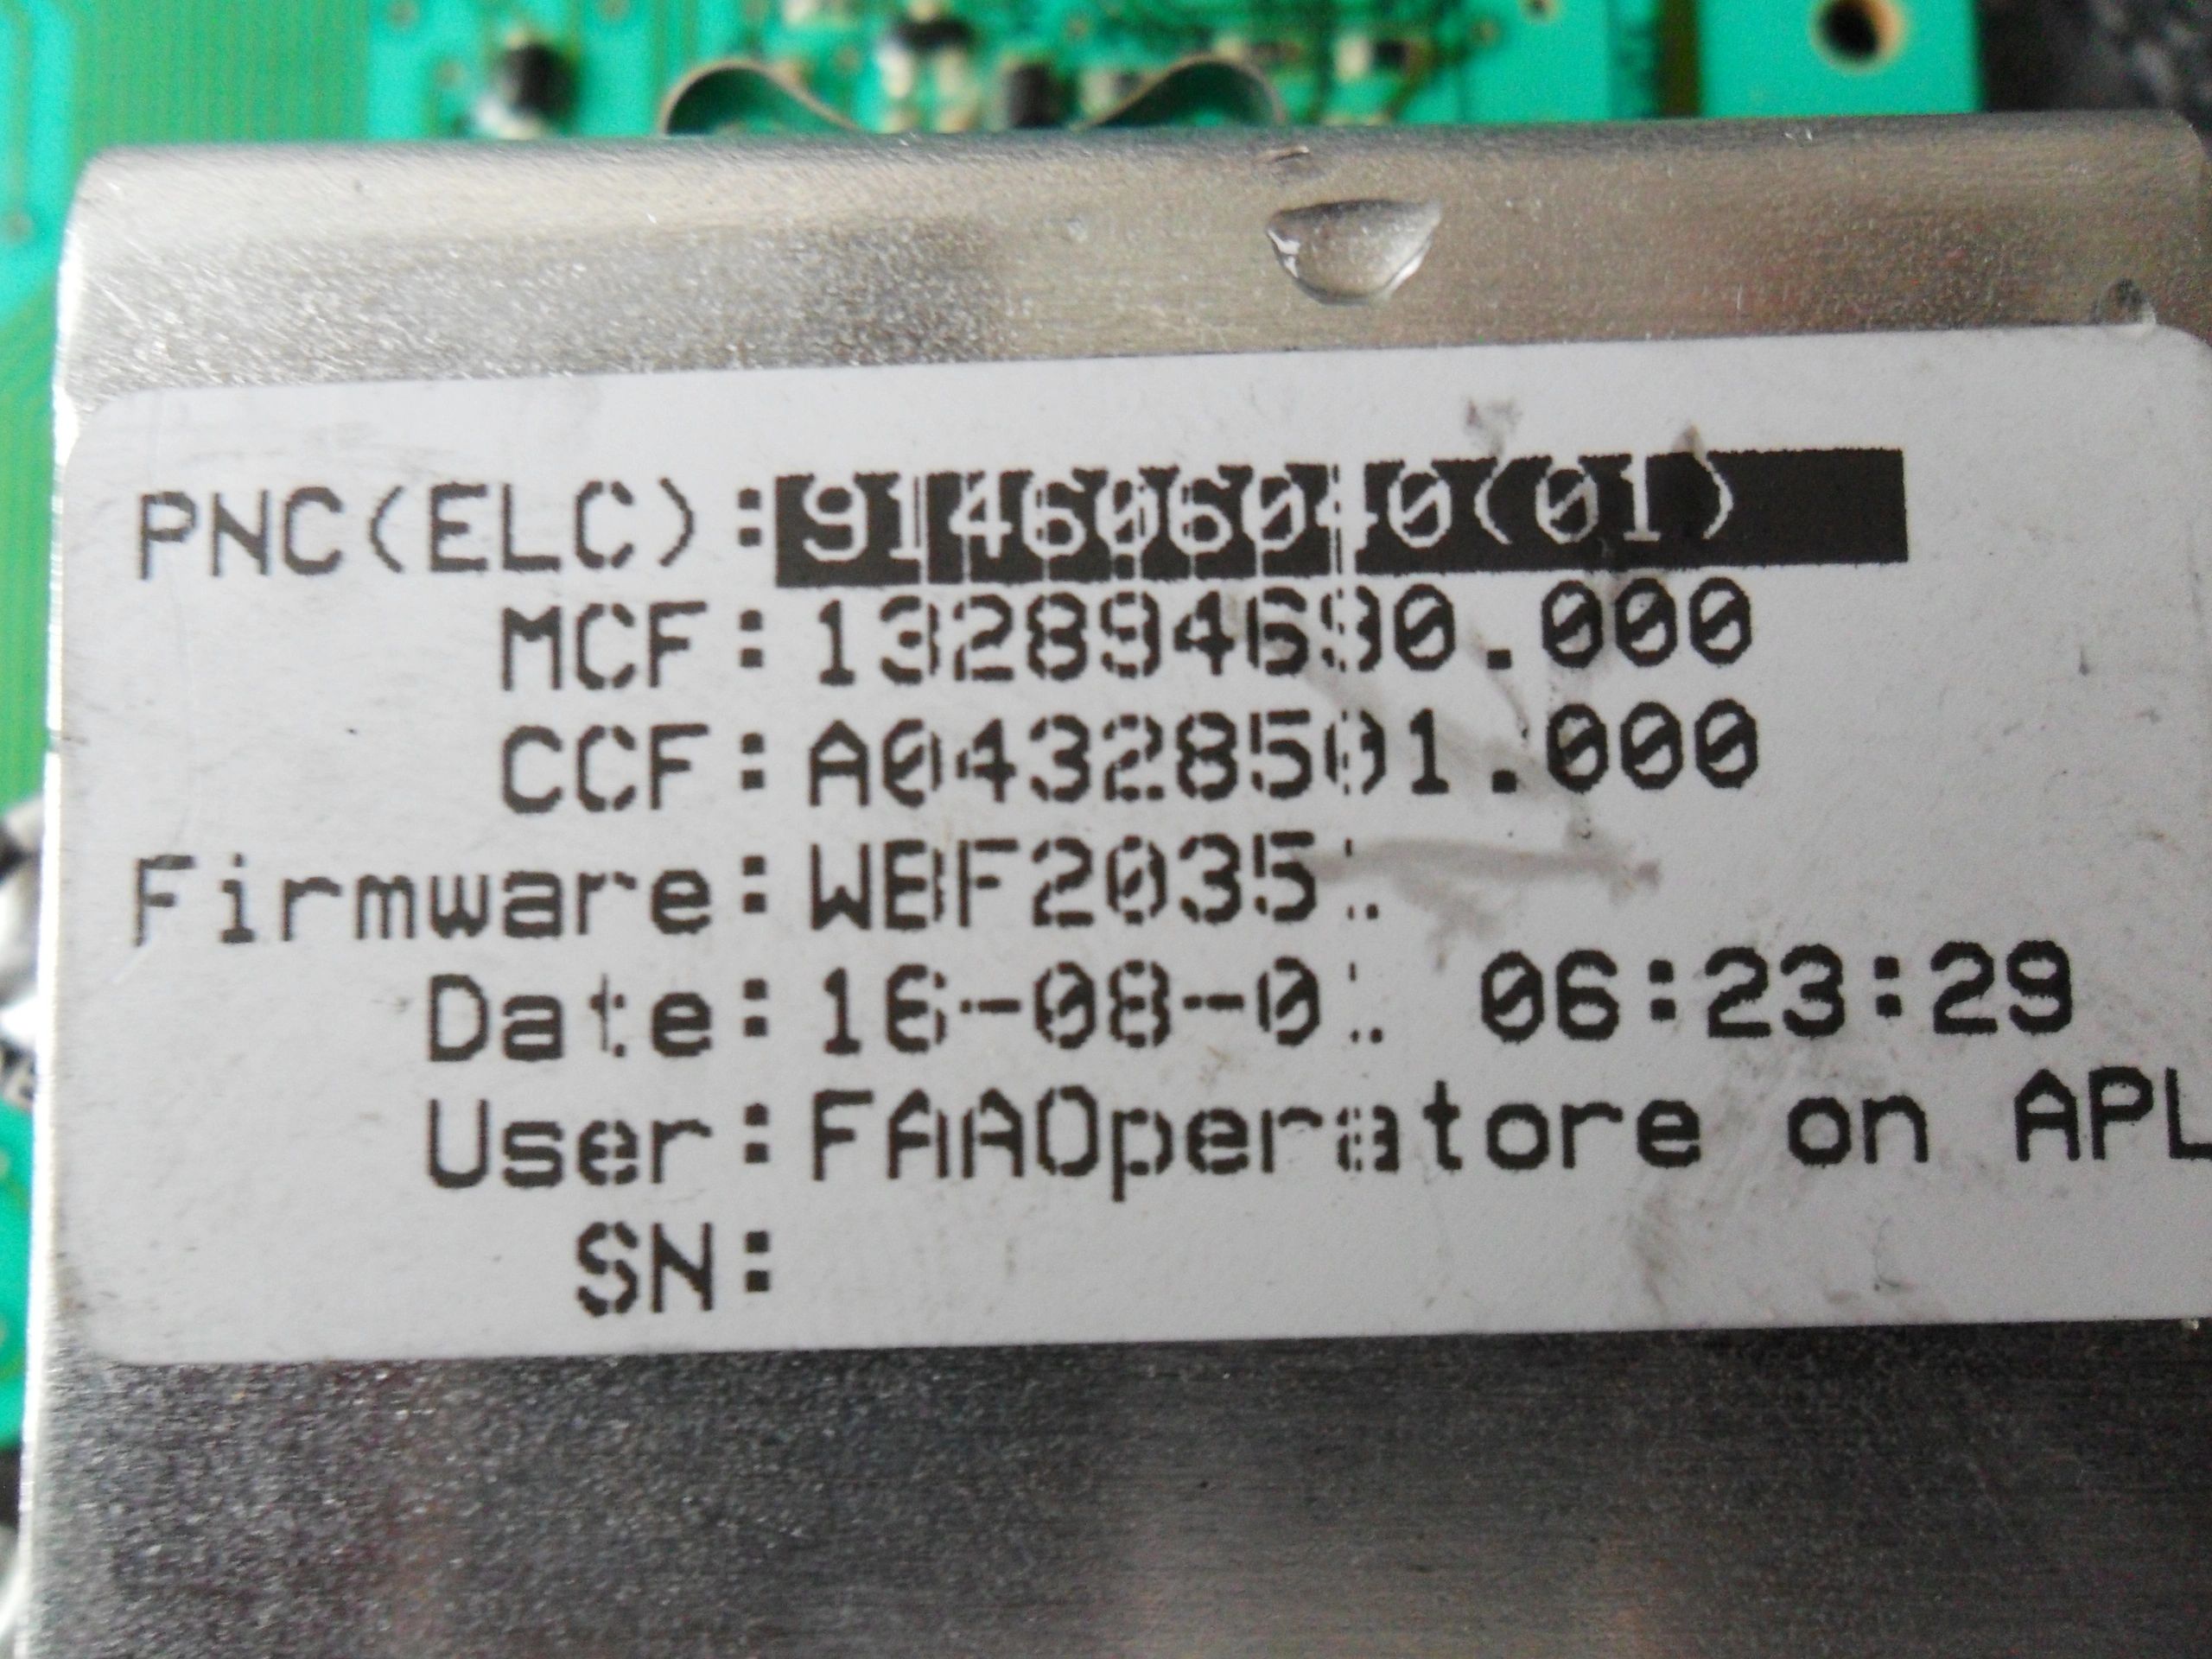 PNC(ELC):914606040(01)
MCF:132894690.000
CCF:A04328501.000
Firmware:WBF2035
Date:16-08-0 06:23:29
User:FAAOperatore on APL
SN: